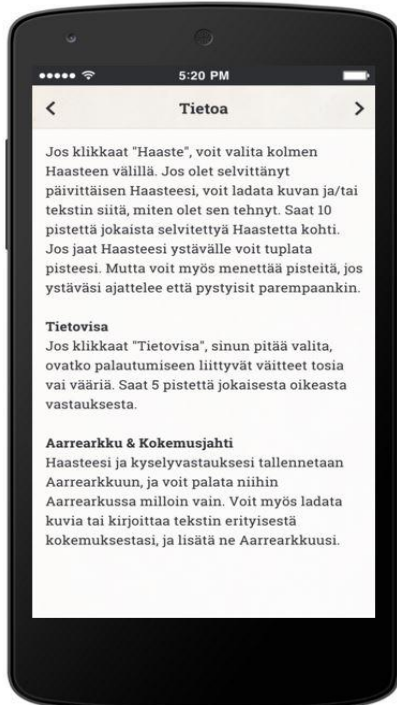 5:20 PM
Tietoa
Jos klikkaat "Haaste", voit valita kolmen
Haasteen välillä. Jos olet selvittänyt
päivittäisen Haasteesi, voit ladata kuvan ja/tai
tekstin siitä, miten olet sen tehnyt. Saat 10
pistettä jokaista selvitettyä Haastetta kohti.
Jos jaat Haasteesi ystävälle voit tuplata
pisteesi. Mutta voit myös menettää pisteitä, jos
ystäväsi ajattelee että pystyisit parempaankin.
Tietovisa
Jos klikkaat "Tietovisa", sinun pitää valita,
ovatko palautumiseen liittyvät väitteet tosia
vai vääriä. Saat 5 pistettä jokaisesta oikeasta
vastauksesta.
Aarrearkku & Kokemusjahti
Haasteesi ja kyselyvastauksesi tallennetaan
Aarrearkkuun, ja voit palata niihin
Aarrearkussa milloin vain. Voit myös ladata
kuvia tai kirjoittaa tekstin erityisestä
kokemuksestasi, ja lisätä ne Aarrearkkuusi.